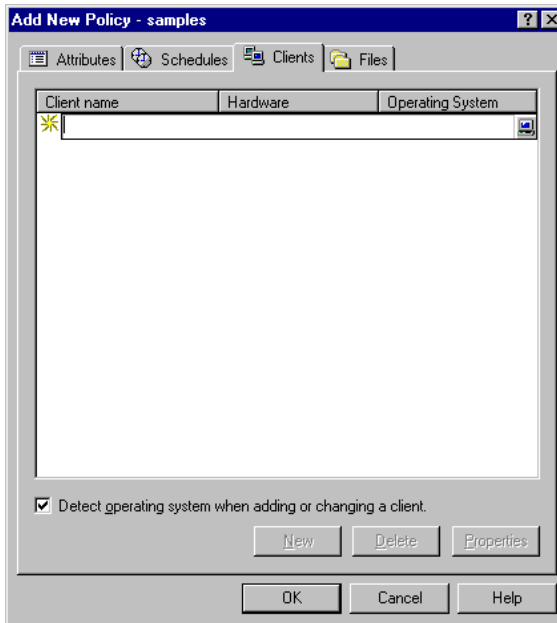 Add New Policy - samples
Attributes Schedules Clients Files
Client name Hardware Operating System
Detect operating system when adding or changing a client.
New Delete Properties
OK Cancel Help